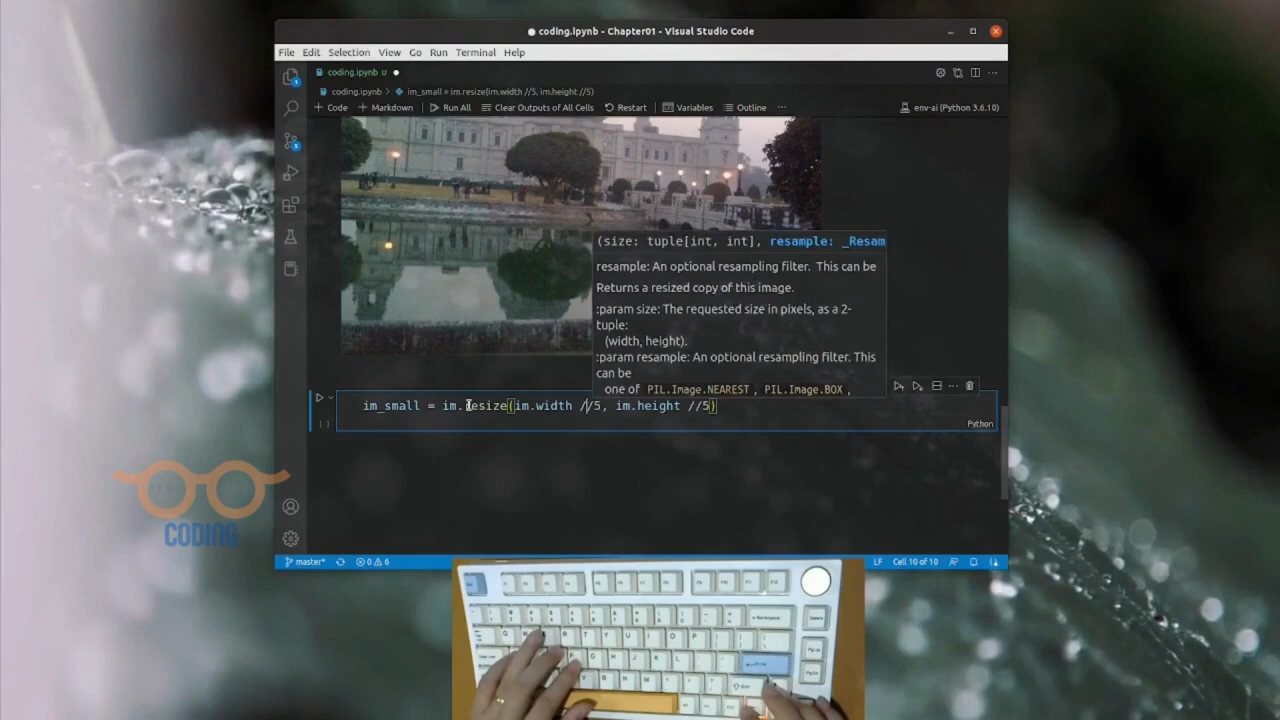 coding.ipynb - Chapter01 - Visual Studio Code
File Edit Selection View Go Run Terminal Help
coding.ipynb U
coding.ipynb > im_small = im.resize(im.width //5, im.height //5)
+ Code + Markdown Run All Clear Outputs of All Cells Restart Variables Outline ... env-ai (Python 3.6.10)
(size: tuple[int, int], resample: _Resam
resample: An optional resampling filter. This can be
Returns a resized copy of this image.
:param size: The requested size in pixels, as a 2-
tuple:
(width, height).
:param resample: An optional resampling filter. This
can be
one of PIL.Image.NEAREST, PIL.Image.BOX,
im_small = im.resize(im.width //5, im.height //5)
[ ]
Python
CODING
master* 0 6 LF Cell 10 of 10